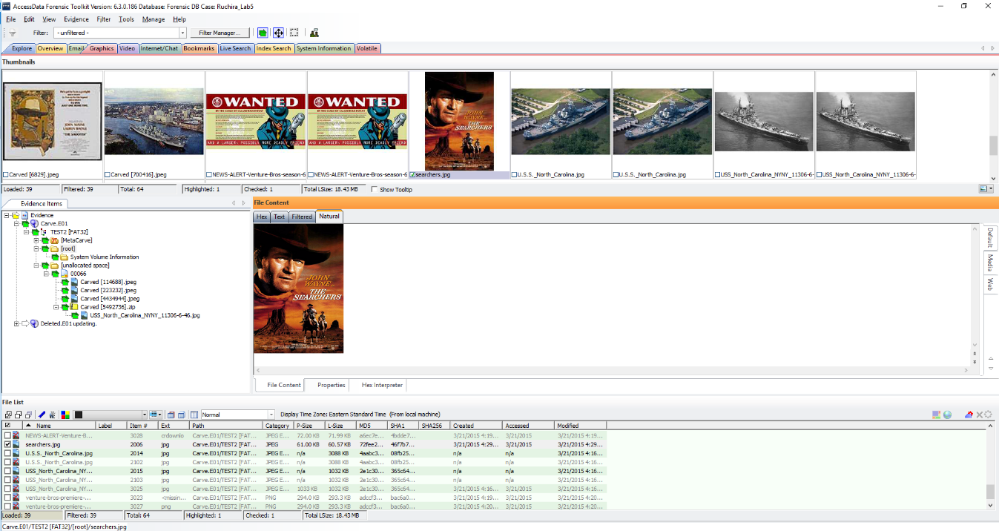 AccessData Forensic Toolkit Version: 6.3.0.186 Database: Forensic DB Case: Ruchira_Lab5
File Edit View Evidence Filter Tools Manage Help
Filter: - unfiltered - Filter Manager...
Explore Overview Email Graphics Video Internet/Chat Bookmarks Live Search Index Search System Information Volatile
Thumbnails
JOHN WAYNE
LAUREN BACALL
"THE SHOOTIST"
WANTED
AND A LARGER, POSSIBLY MORE DEADLY FRIEND
WANTED
AND A LARGER, POSSIBLY MORE DEADLY FRIEND
JOHN
WAYNE
THE
SEARCHERS
Carved [6829].jpeg Carved [700416].jpeg NEWS-ALERT-Venture-Bros-season-6 NEWS-ALERT-Venture-Bros-season-6 searchers.jpg U.S.S._North_Carolina.jpg U.S.S._North_Carolina.jpg USS_North_Carolina_NYNY_11306-6- USS_North_Carolina_NYNY_11306-6-
Loaded: 39 Filtered: 39 Total: 64 Highlighted: 1 Checked: 1 Total LSize: 18.43 MB Show Tooltip
Evidence Items
Evidence
Carve.E01
TEST2 [FAT32]
[MetaCarve]
[root]
System Volume Information
[unallocated space]
00066
Carved [114688].jpeg
Carved [223232].jpeg
Carved [4434944].jpeg
Carved [5492736].zip
USS_North_Carolina_NYNY_11306-6-46.jpg
Deleted.E01 updating.
File Content
Hex Text Filtered Natural
JOHN
WAYNE
THE
SEARCHERS
Default
Media
Web
File Content Properties Hex Interpreter
File List
Normal Display Time Zone: Eastern Standard Time (From local machine)
Name Label Item # Ext Path Category P-Size L-Size MD5 SHA1 SHA256 Created Accessed Modified
NEWS-ALERT-Venture-B... 3028 crdownlo Carve.E01/TEST2 [FAT... JPEG E... 72.00 KB 71.99 KB a6ec7e... 4bdde7... 3/21/2015 4:19... 3/21/2015 3/21/2015 4:19...
searchers.jpg 2006 jpg Carve.E01/TEST2 [FAT... JPEG 61.00 KB 60.57 KB 72fee2... 46f7b7... 3/21/2015 4:29... 3/21/2015 3/21/2015 4:29...
U.S.S._North_Carolina.jpg 2014 jpg Carve.E01/TEST2 [FAT... JPEG E... n/a 3088 KB 4aabc3... 08fb25... n/a n/a 3/21/2015 4:16...
U.S.S._North_Carolina.jpg 2102 jpg Carve.E01/TEST2 [FAT... JPEG E... n/a 3088 KB 4aabc3... 08fb25... n/a n/a 3/21/2015 4:16...
USS_North_Carolina_NY... 2015 jpg Carve.E01/TEST2 [FAT... JPEG E... n/a 1032 KB 2e1c30... 365c64... n/a n/a 3/21/2015 4:16...
USS_North_Carolina_NY... 2103 jpg Carve.E01/TEST2 [FAT... JPEG E... n/a 1032 KB 2e1c30... 365c64... n/a n/a 3/21/2015 4:16...
USS_North_Carolina_NY... 3025 jpg Carve.E01/TEST2 [FAT... JPEG E... 1033 KB 1032 KB 2e1c30... 365c64... 3/21/2015 4:16... 3/21/2015 3/21/2015 4:16...
venture-bros-premiere-... 3023 <missin... Carve.E01/TEST2 [FAT... PNG 294.0 KB 293.3 KB adccf3... bac6a0... 3/21/2015 4:20... 3/21/2015 3/21/2015 4:20...
venture-bros-premiere-... 3027 png Carve.E01/TEST2 [FAT... PNG 294.0 KB 293.3 KB adccf3... bac6a0... 3/21/2015 4:20... 3/21/2015 3/21/2015 4:20...
Loaded: 39 Filtered: 39 Total: 64 Highlighted: 1 Checked: 1 Total LSize: 18.43 MB
Carve.E01/TEST2 [FAT32]/[root]/searchers.jpg